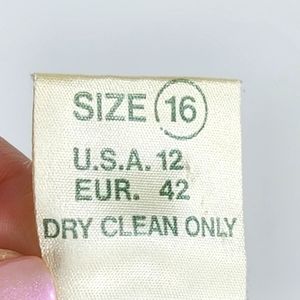 SIZE 16
U.S.A. 12
EUR. 42
DRY CLEAN ONLY